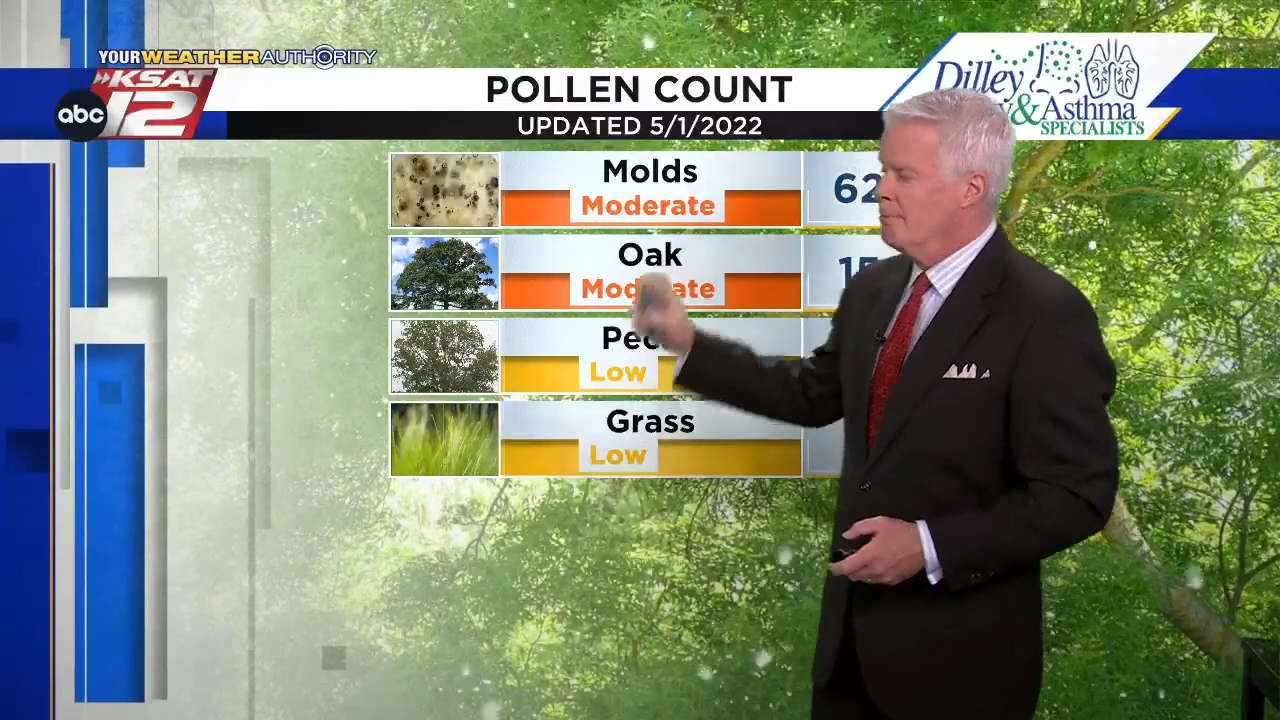 YOUR WEATHER AUTHORITY
KSAT
abc 12
POLLEN COUNT
UPDATED 5/1/2022
Dilley
& Asthma
SPECIALISTS
Molds
Moderate
Oak
Low
Grass
Low